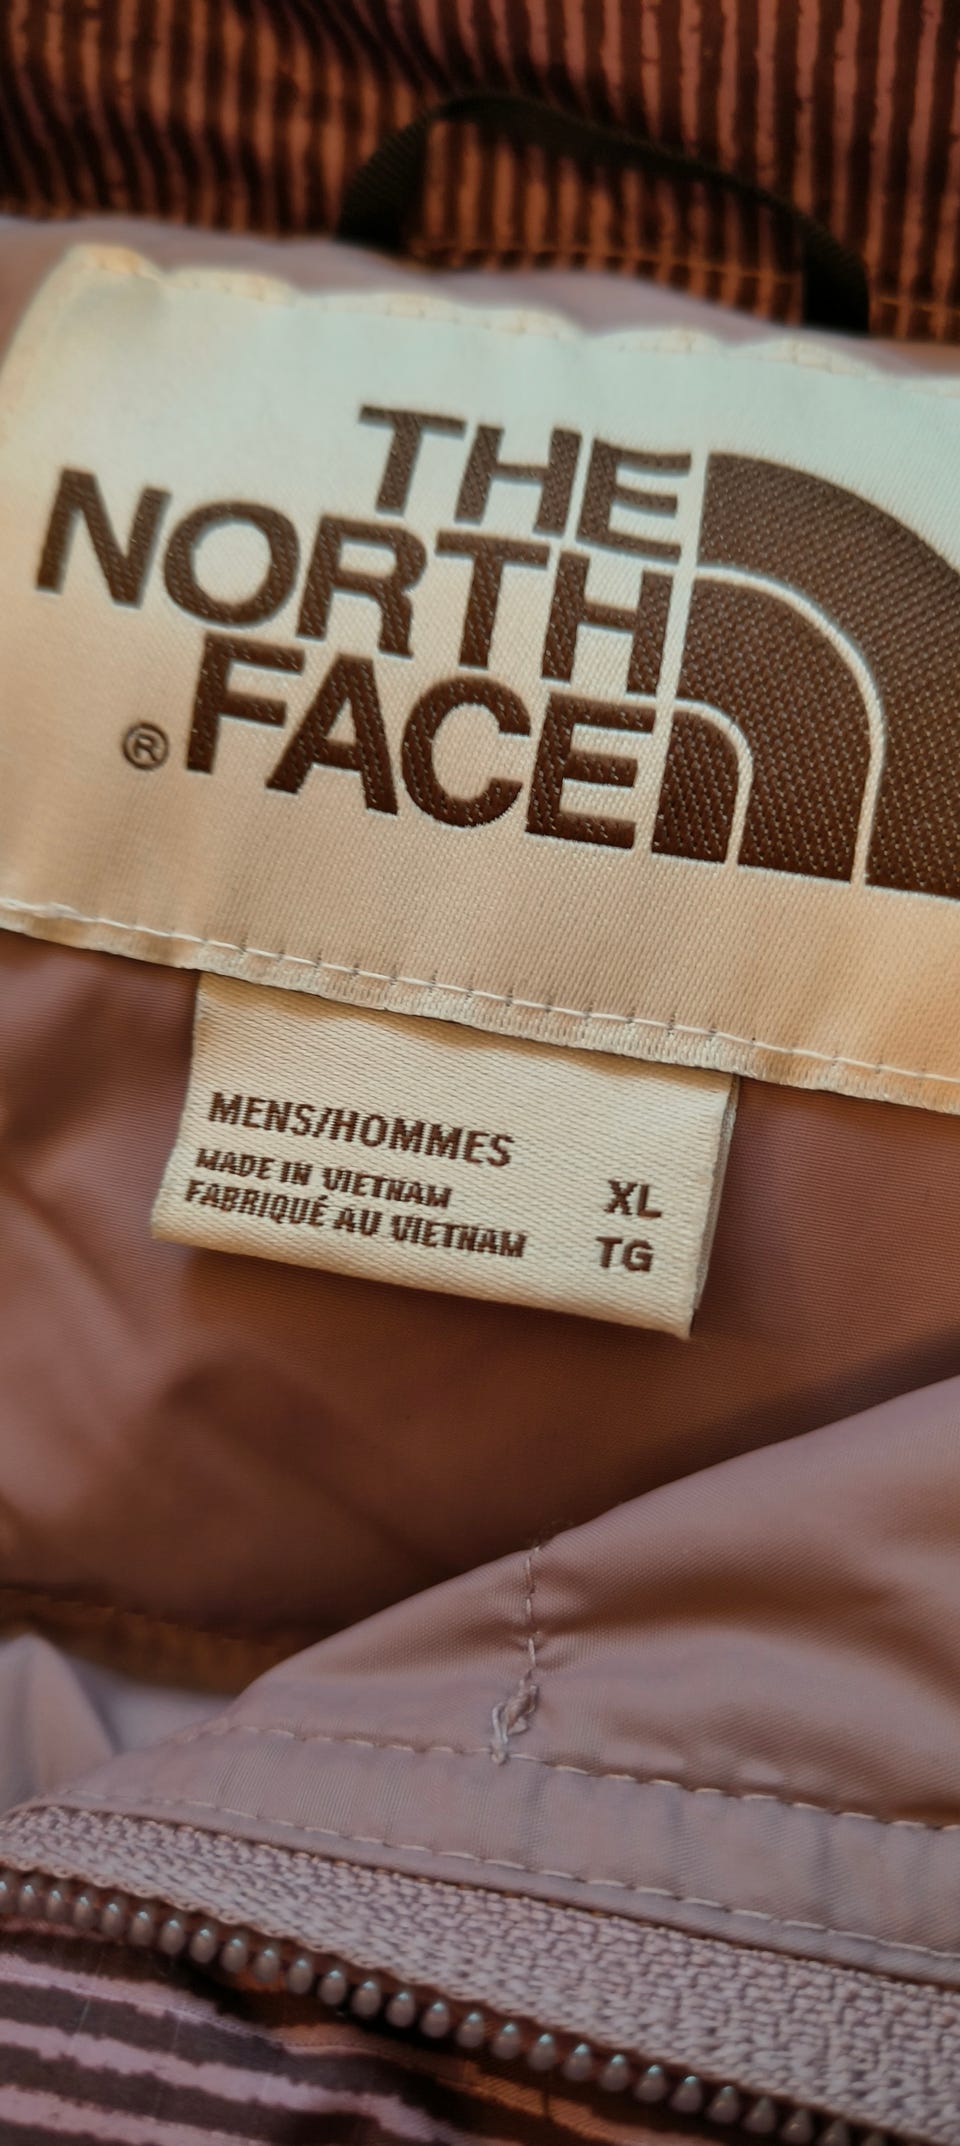 THE
NORTH
FACE
®
MENS/HOMMES
MADE IN VIETNAM
FABRIQUÉ AU VIETNAM
XL
TG